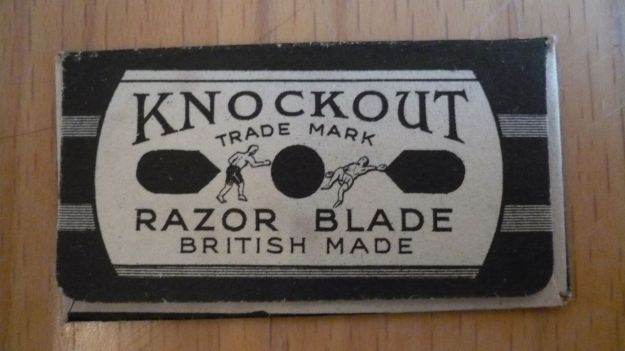 KNOCKOUT
TRADE MARK
RAZOR BLADE
BRITISH MADE